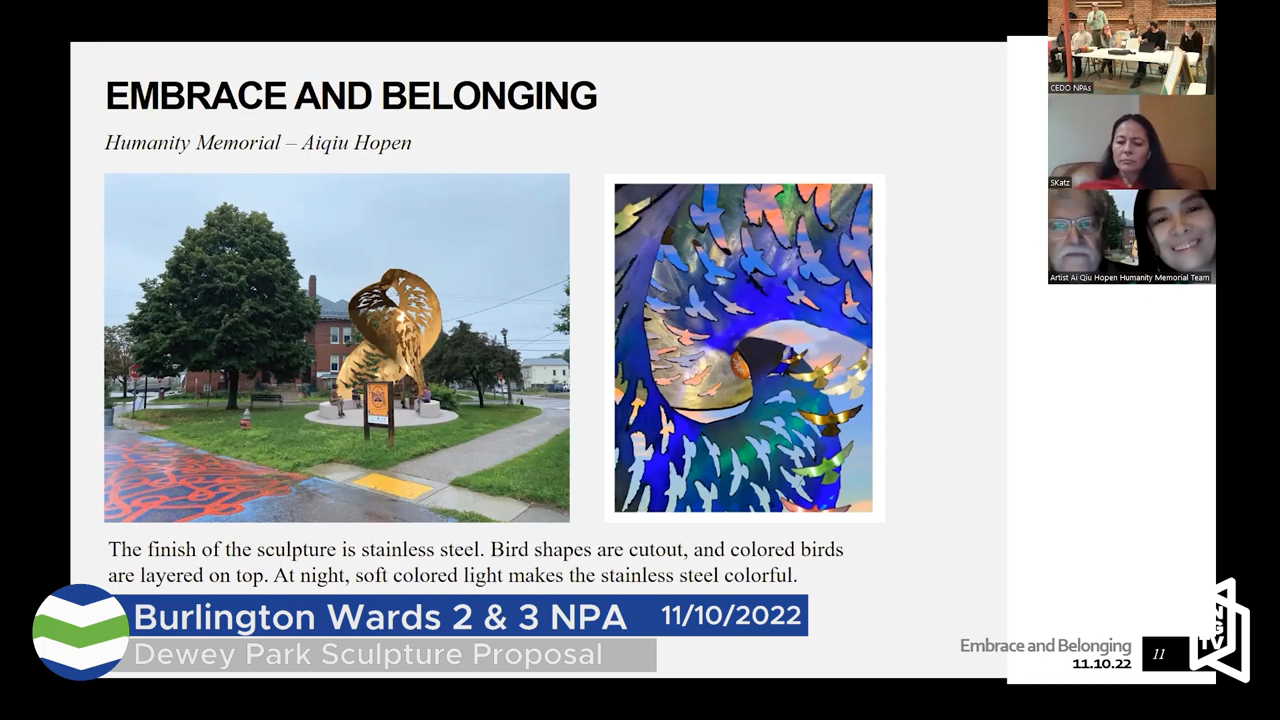 EMBRACE AND BELONGING
Humanity Memorial – Aiqiu Hopen
The finish of the sculpture is stainless steel. Bird shapes are cutout, and colored birds
are layered on top. At night, soft colored light makes the stainless steel colorful.
Burlington Wards 2 & 3 NPA 11/10/2022
Dewey Park Sculpture Proposal
Embrace and Belonging
11.10.22
11
CEDO NPAs
SKatz
Artist Ai Qiu Hopen Humanity Memorial Team